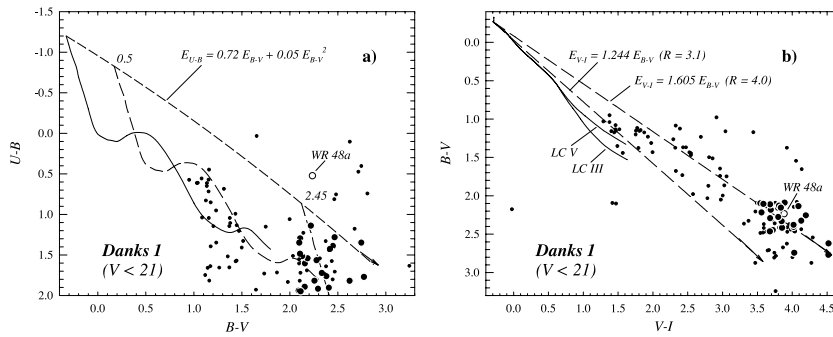 -1.5
-1.0
-0.5
0.0
0.5
1.0
1.5
2.0
U-B
0.0
0.5
1.0
1.5
2.0
2.5
3.0
B-V
0.5
E_{U-B} = 0.72 E_{B-V} + 0.05 E_{B-V}^2
a)
WR 48a
2.45
Danks 1
(V < 21)
-0.0
0.5
1.0
1.5
2.0
2.5
3.0
B-V
0.0
0.5
1.0
1.5
2.0
2.5
3.0
3.5
4.0
4.5
V-I
b)
E_{V-I} = 1.244 E_{B-V} (R = 3.1)
E_{V-I} = 1.605 E_{B-V} (R = 4.0)
LC V
LC III
WR 48a
Danks 1
(V < 21)